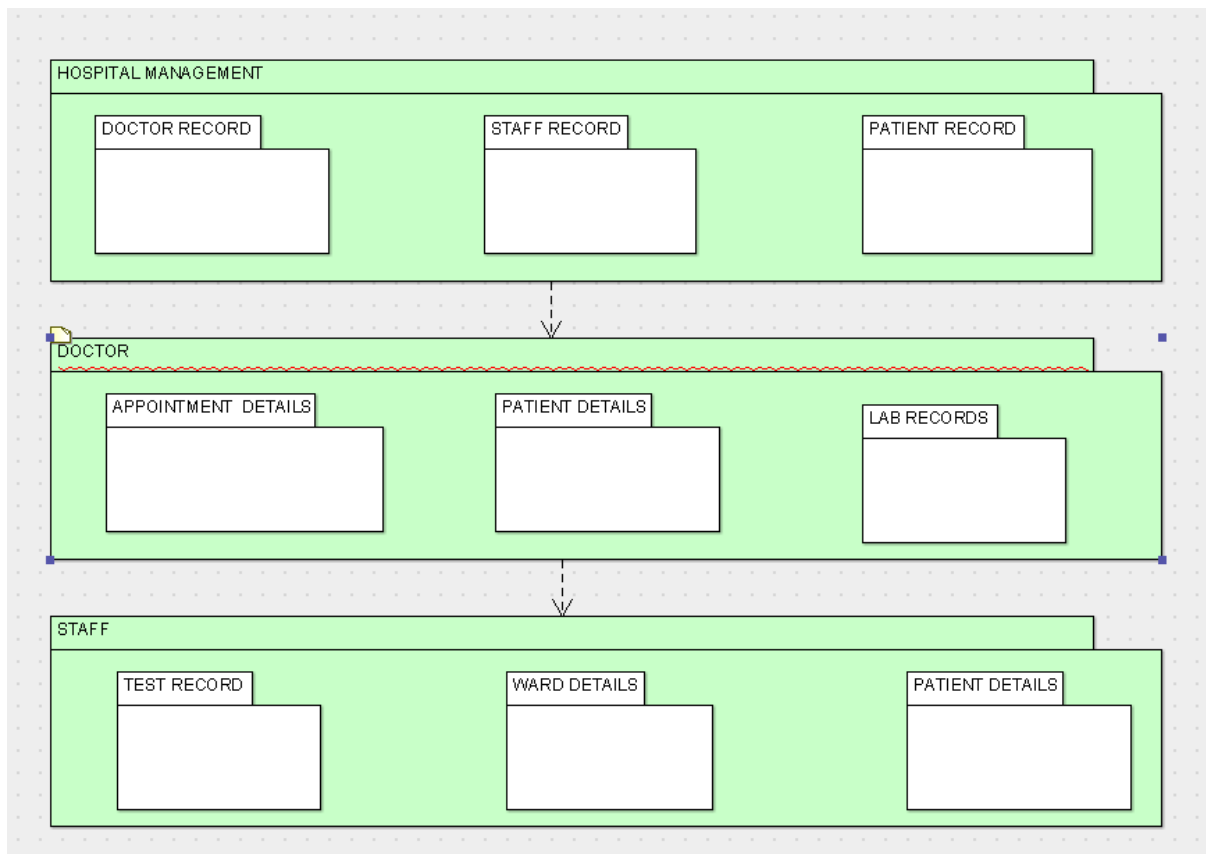 HOSPITAL MANAGEMENT
DOCTOR RECORD
STAFF RECORD
PATIENT RECORD
DOCTOR
APPOINTMENT DETAILS
PATIENT DETAILS
LAB RECORDS
STAFF
TEST RECORD
WARD DETAILS
PATIENT DETAILS